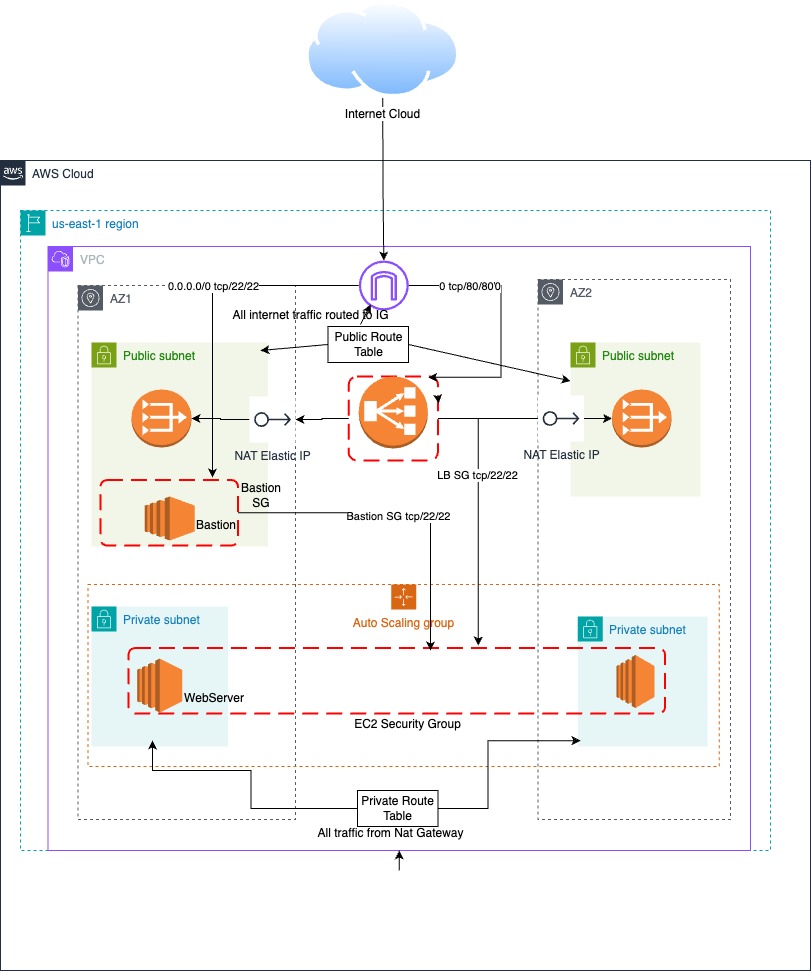 Internet Cloud
aws
AWS Cloud
us-east-1 region
VPC
0.0.0.0/0 tcp/22/22
0 tcp/80/80
AZ1
AZ2
All internet traffic routed to IG
Public Route
Table
Public subnet
Public subnet
NAT Elastic IP
NAT Elastic IP
LB SG tcp/22/22
Bastion
SG
Bastion
Bastion SG tcp/22/22
Auto Scaling group
Private subnet
Private subnet
WebServer
EC2 Security Group
Private Route
Table
All traffic from Nat Gateway